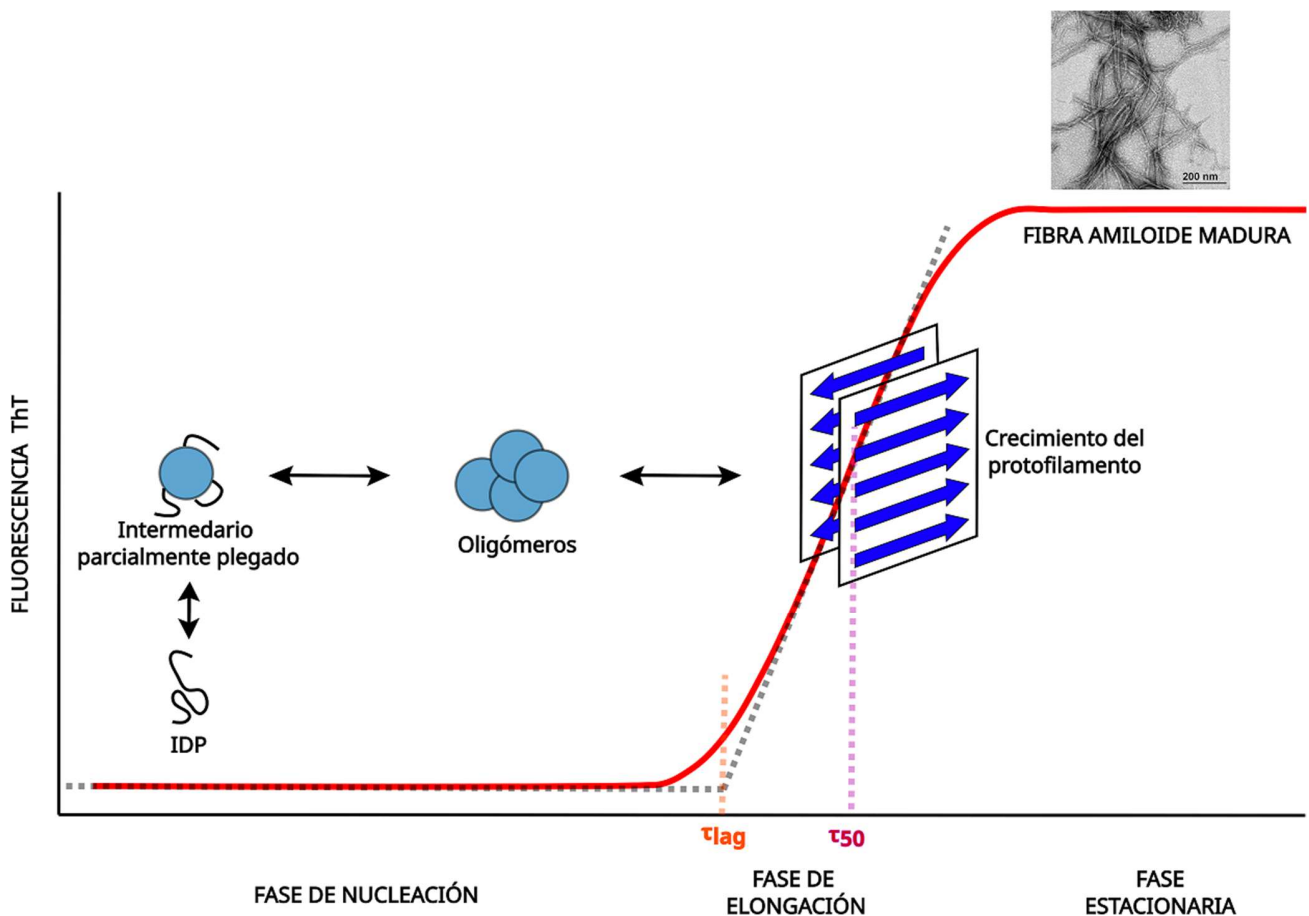 200 nm
FIBRA AMILOIDE MADURA
FLUORESCENCIA ThT
Crecimiento del
protofilamento
Intermedario
parcialmente plegado
Oligómeros
IDP
τlag
τ50
FASE DE NUCLEACIÓN
FASE DE
ELONGACIÓN
FASE
ESTACIONARIA